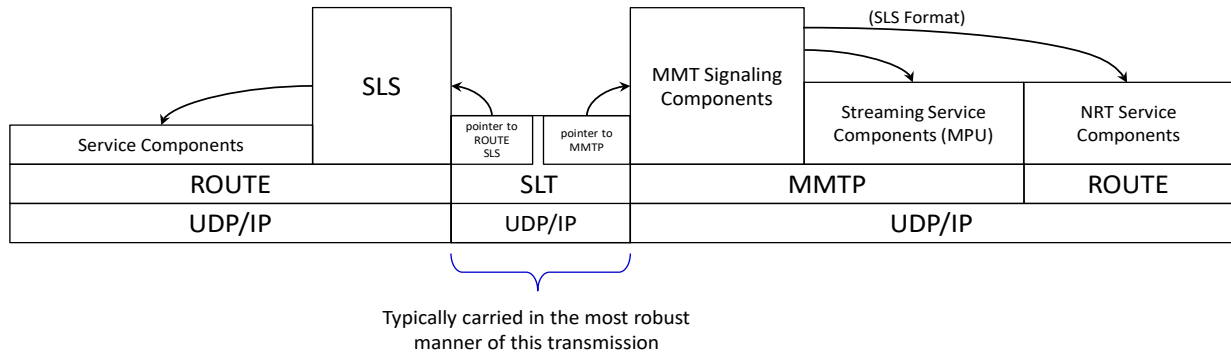 (SLS Format)
SLS
MMT Signaling
Components
Service Components
pointer to
ROUTE
SLS
pointer to
MMTP
Streaming Service
Components (MPU)
NRT Service
Components
ROUTE
SLT
MMTP
ROUTE
UDP/IP
UDP/IP
UDP/IP
Typically carried in the most robust
manner of this transmission